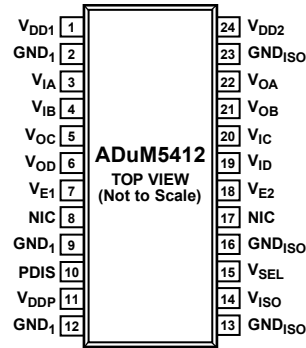 VDD1 1 24 VDD2
GND1 2 23 GNDISO
VIA 3 22 VOA
VIB 4 21 VOB
VOC 5 20 VIC
VOD 6 19 VID
VE1 7 18 VE2
NIC 8 17 NIC
GND1 9 16 GNDISO
PDIS 10 15 VSEL
VDDP 11 14 VISO
GND1 12 13 GNDISO
ADuM5412
TOP VIEW
(Not to Scale)